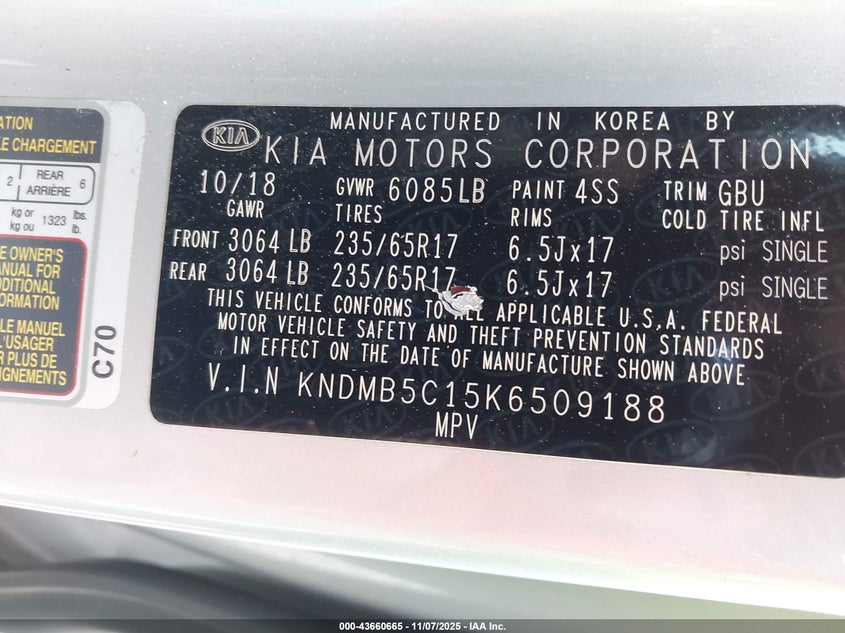 ATION
LE CHARGEMENT
2 REAR ARRIÈRE 6
kg or kg ou 1323 lbs. lb.
E OWNER'S
ANUAL FOR
DDITIONAL
FORMATION
LE MANUEL
L'USAGER
R PLUS DE
IGNEMENTS
C70
MANUFACTURED IN KOREA BY
KIA KIA MOTORS CORPORATION
10/18 GVWR 6085LB PAINT 4SS TRIM GBU
GAWR TIRES RIMS COLD TIRE INFL
FRONT 3064 LB 235/65R17 6.5Jx17 psi SINGLE
REAR 3064 LB 235/65R17 6.5Jx17 psi SINGLE
THIS VEHICLE CONFORMS TO ALL APPLICABLE U.S.A. FEDERAL
MOTOR VEHICLE SAFETY AND THEFT PREVENTION STANDARDS
IN EFFECT ON THE DATE OF MANUFACTURE SHOWN ABOVE
V.I.N KNDMB5C15K6509188
MPV
000-43660665 - 11/07/2025 - IAA Inc.